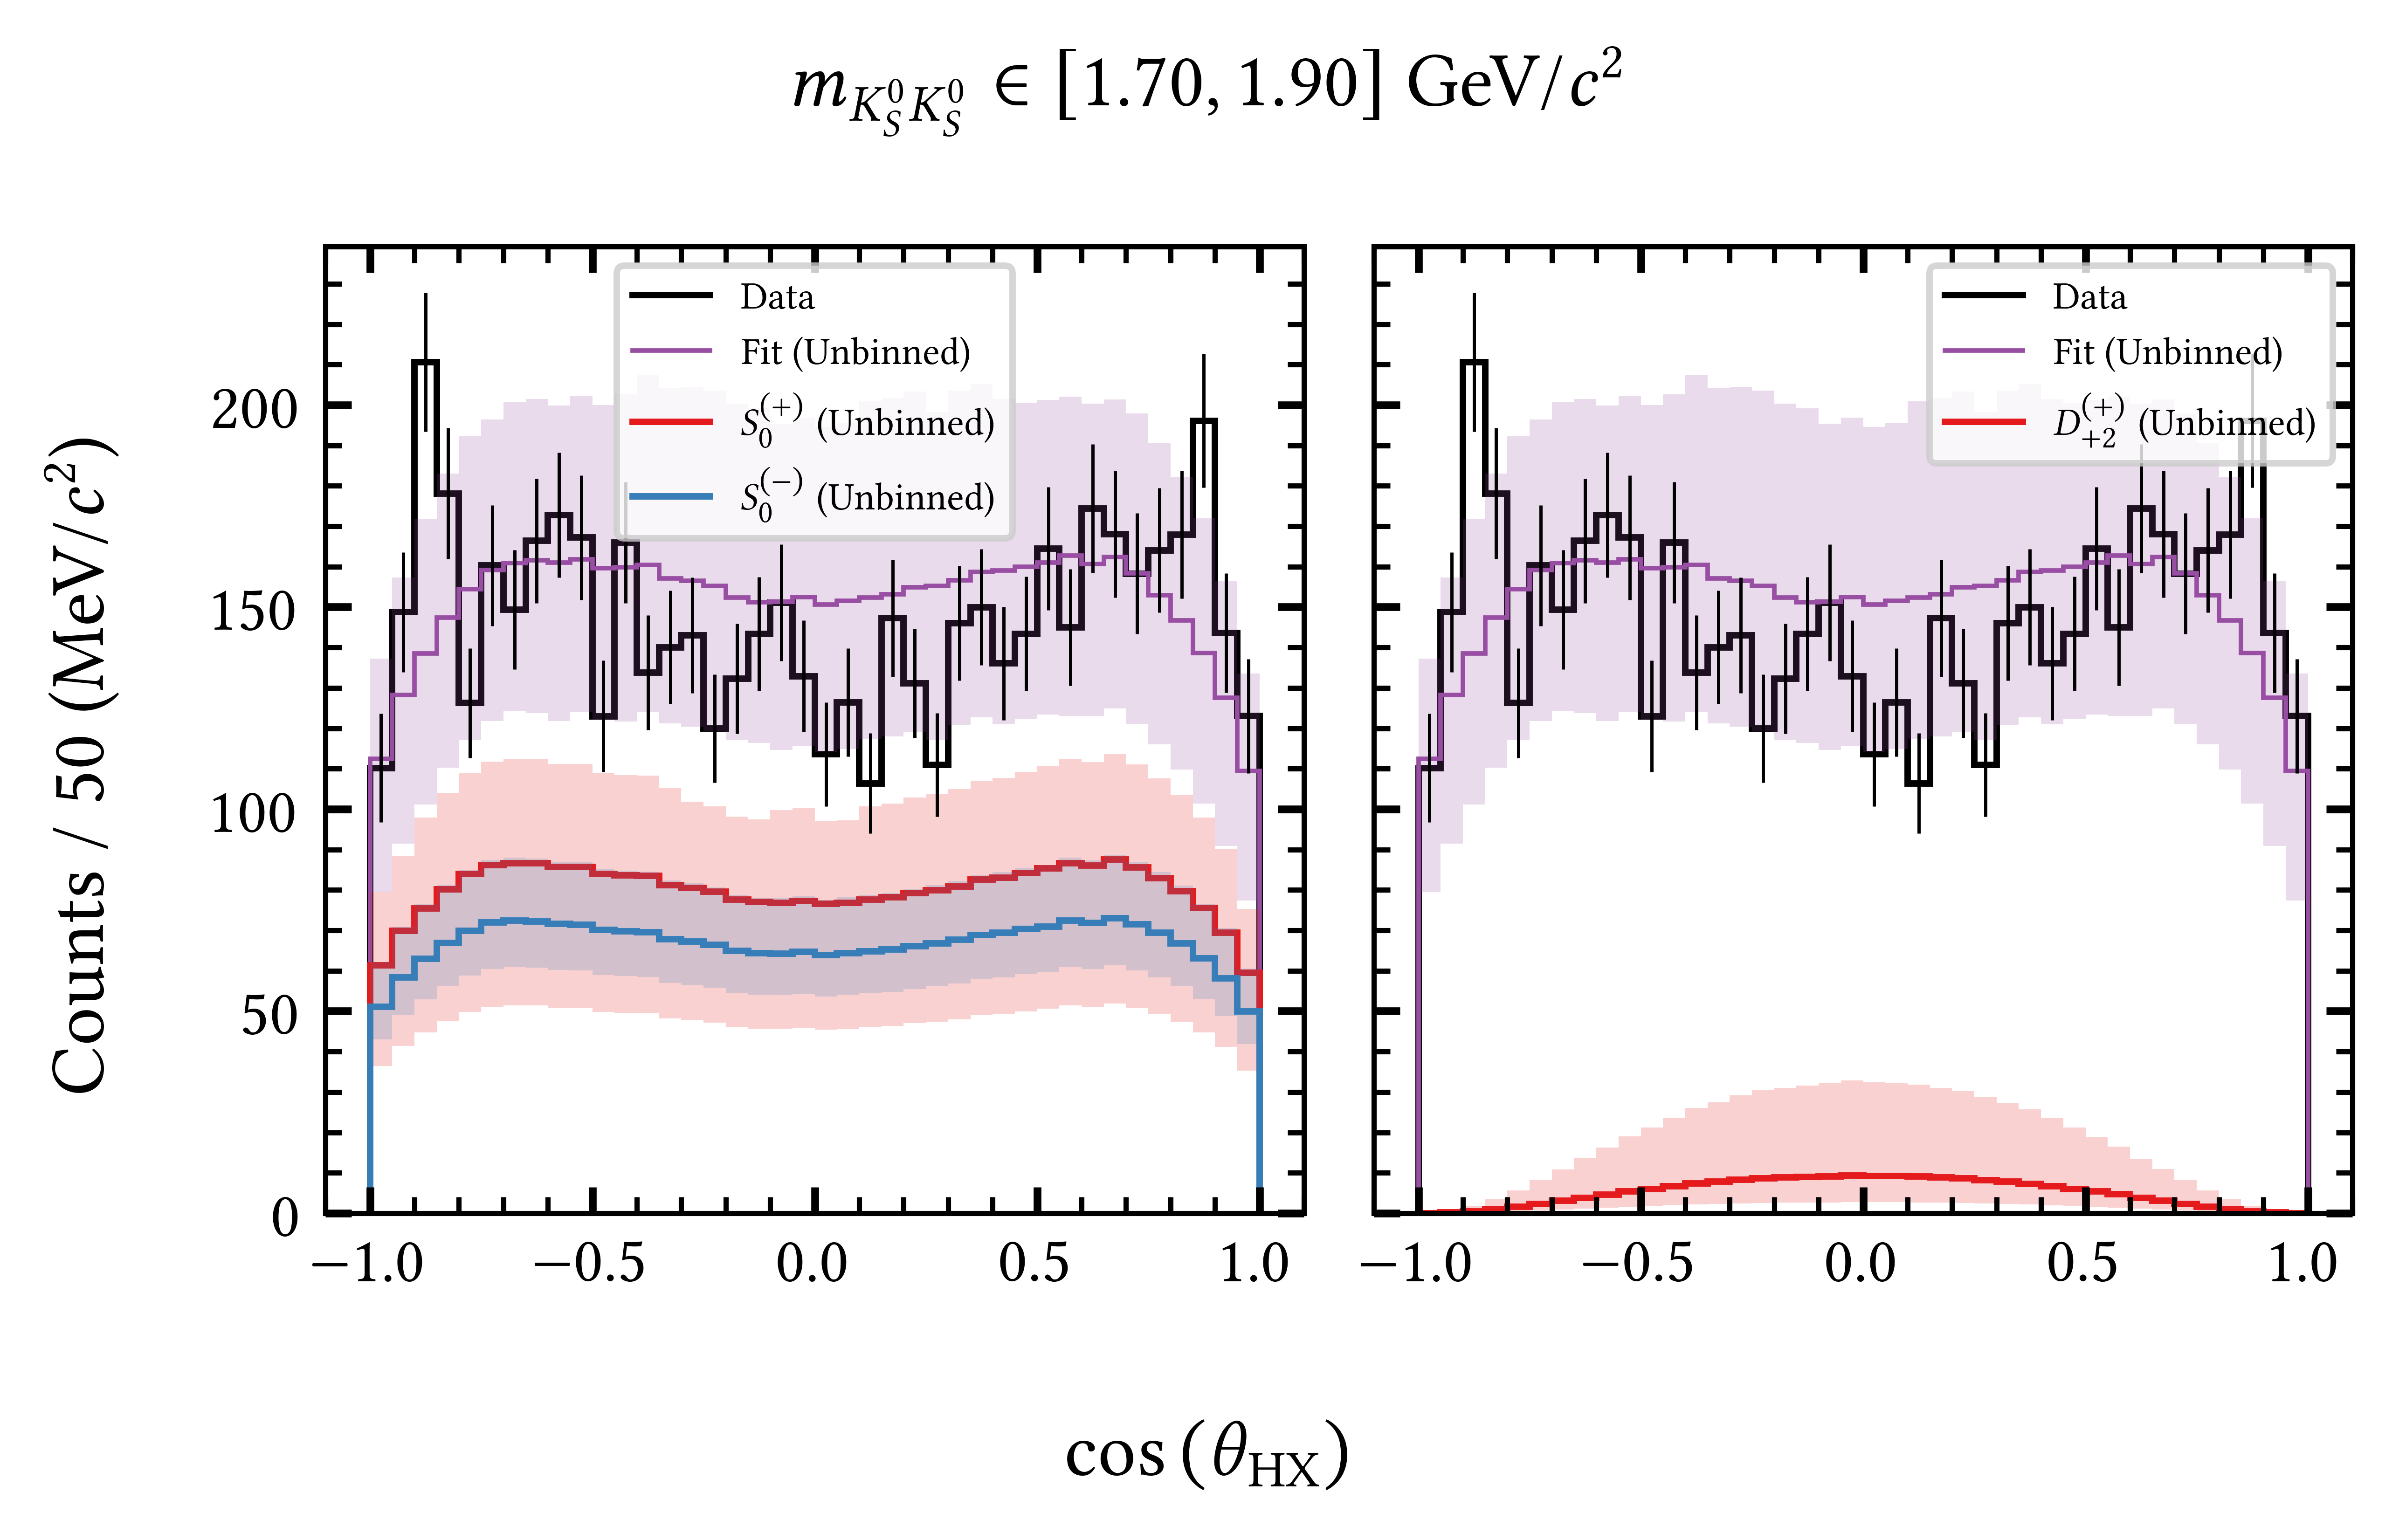 m_{K_S^0 K_S^0} ∈ [1.70, 1.90] GeV/c²
Counts / 50 (MeV/c²)
200
150
100
50
0
Data
Fit (Unbinned)
S_0^{(+)} (Unbinned)
S_0^{(−)} (Unbinned)
−1.0 −0.5 0.0 0.5 1.0
Data
Fit (Unbinned)
D_{+2}^{(+)} (Unbinned)
−1.0 −0.5 0.0 0.5 1.0
cos (θ_{HX})